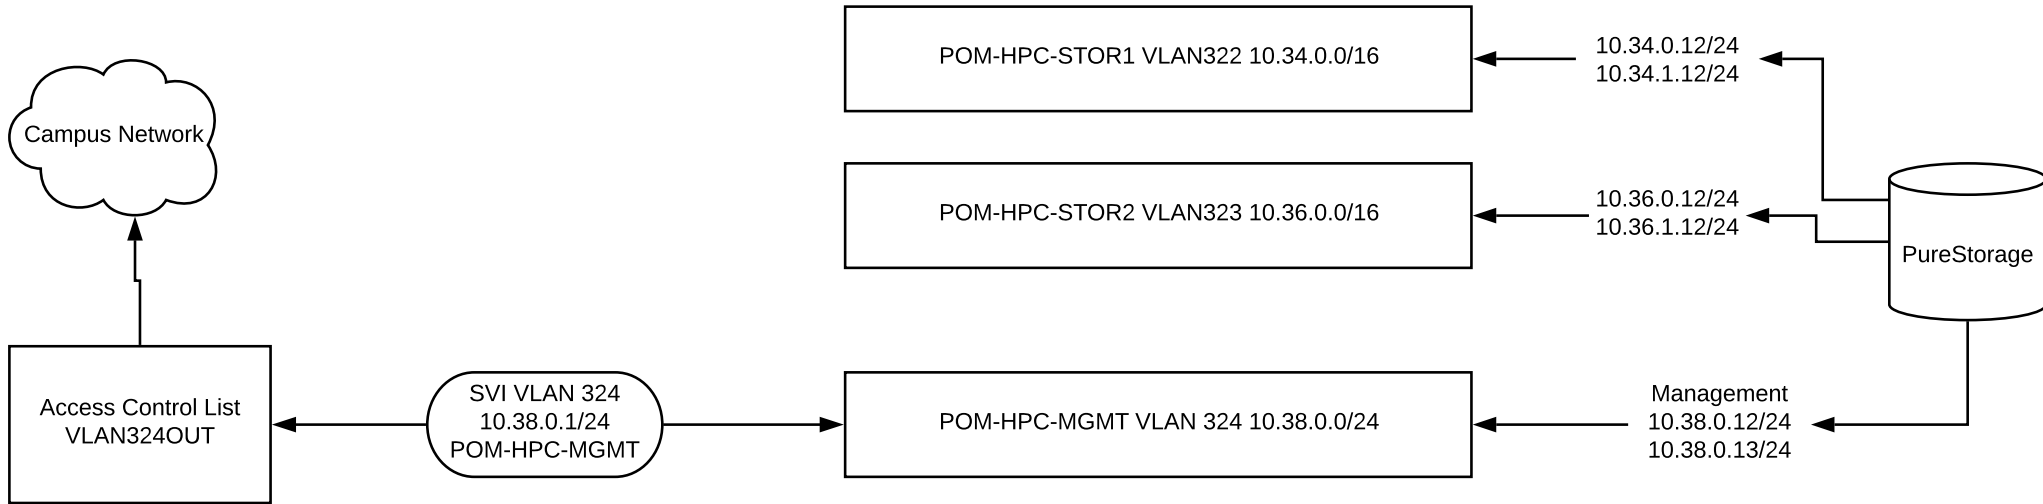 POM-HPC-STOR1 VLAN322 10.34.0.0/16
10.34.0.12/24
10.34.1.12/24
Campus Network
POM-HPC-STOR2 VLAN323 10.36.0.0/16
10.36.0.12/24
10.36.1.12/24
PureStorage
Access Control List
VLAN324OUT
SVI VLAN 324
10.38.0.1/24
POM-HPC-MGMT
POM-HPC-MGMT VLAN 324 10.38.0.0/24
Management
10.38.0.12/24
10.38.0.13/24